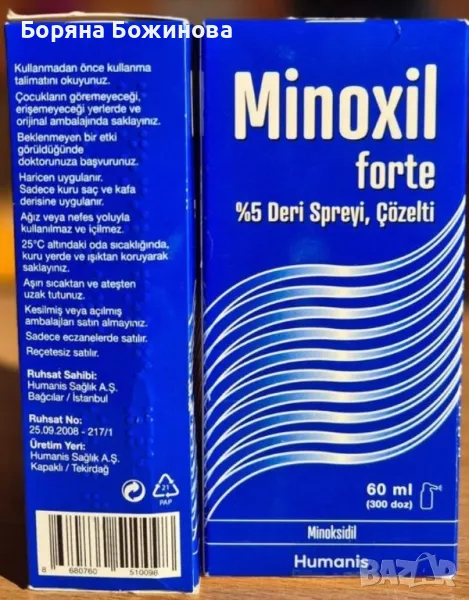 Боряна Божинова
Kullanmadan önce kullanma
talimatını okuyunuz.
Çocukların göremeyeceği,
erişemeyeceği yerlerde ve
orijinal ambalajında saklayınız.
Beklenmeyen bir etki
görüldüğünde
doktorunuza başvurunuz.
Haricen uygulanır.
Sadece kuru saç ve kafa
derisine uygulanır.
Ağız veya nefes yoluyla
kullanılmaz ve içilmez.
25°C altındaki oda sıcaklığında,
kuru yerde ve ışıktan koruyarak
saklayınız.
Aşırı sıcaktan ve ateşten
uzak tutunuz.
Kesilmiş veya açılmış
ambalajları satın almayınız.
Sadece eczanelerde satılır.
Reçetesiz satılır.
Ruhsat Sahibi:
Humanis Sağlık A.Ş.
Bağcılar / İstanbul
Ruhsat No:
25.09.2008 - 217/1
Üretim Yeri:
Humanis Sağlık A.Ş.
Kapaklı / Tekirdağ
21
PAP
8 680760 510098
Minoxil
forte
%5 Deri Spreyi, Çözelti
60 ml
(300 doz)
Minoksidil
Humanis
BAZAR